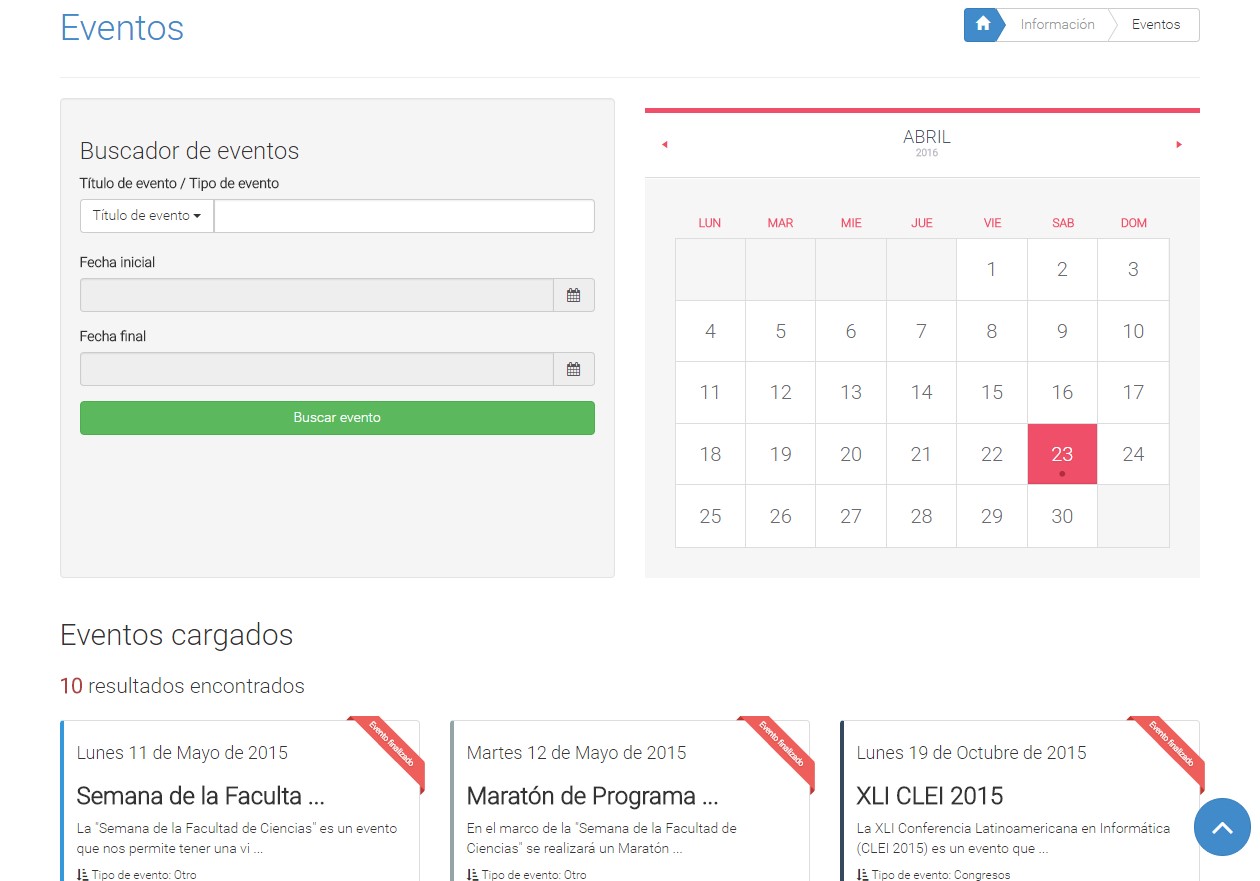 Eventos
Información
Eventos
Buscador de eventos
Título de evento / Tipo de evento
Título de evento
Fecha inicial
Fecha final
Buscar evento
ABRIL
2016
LUN MAR MIE JUE VIE SAB DOM
1 2 3
4 5 6 7 8 9 10
11 12 13 14 15 16 17
18 19 20 21 22 23 24
25 26 27 28 29 30
Eventos cargados
10 resultados encontrados
Evento finalizado
Lunes 11 de Mayo de 2015
Semana de la Faculta ...
La "Semana de la Facultad de Ciencias" es un evento
que nos permite tener una vi ...
Tipo de evento: Otro
Evento finalizado
Martes 12 de Mayo de 2015
Maratón de Programa ...
En el marco de la "Semana de la Facultad de
Ciencias" se realizará un Maratón ...
Tipo de evento: Otro
Evento finalizado
Lunes 19 de Octubre de 2015
XLI CLEI 2015
La XLI Conferencia Latinoamericana en Informática
(CLEI 2015) es un evento que ...
Tipo de evento: Congresos